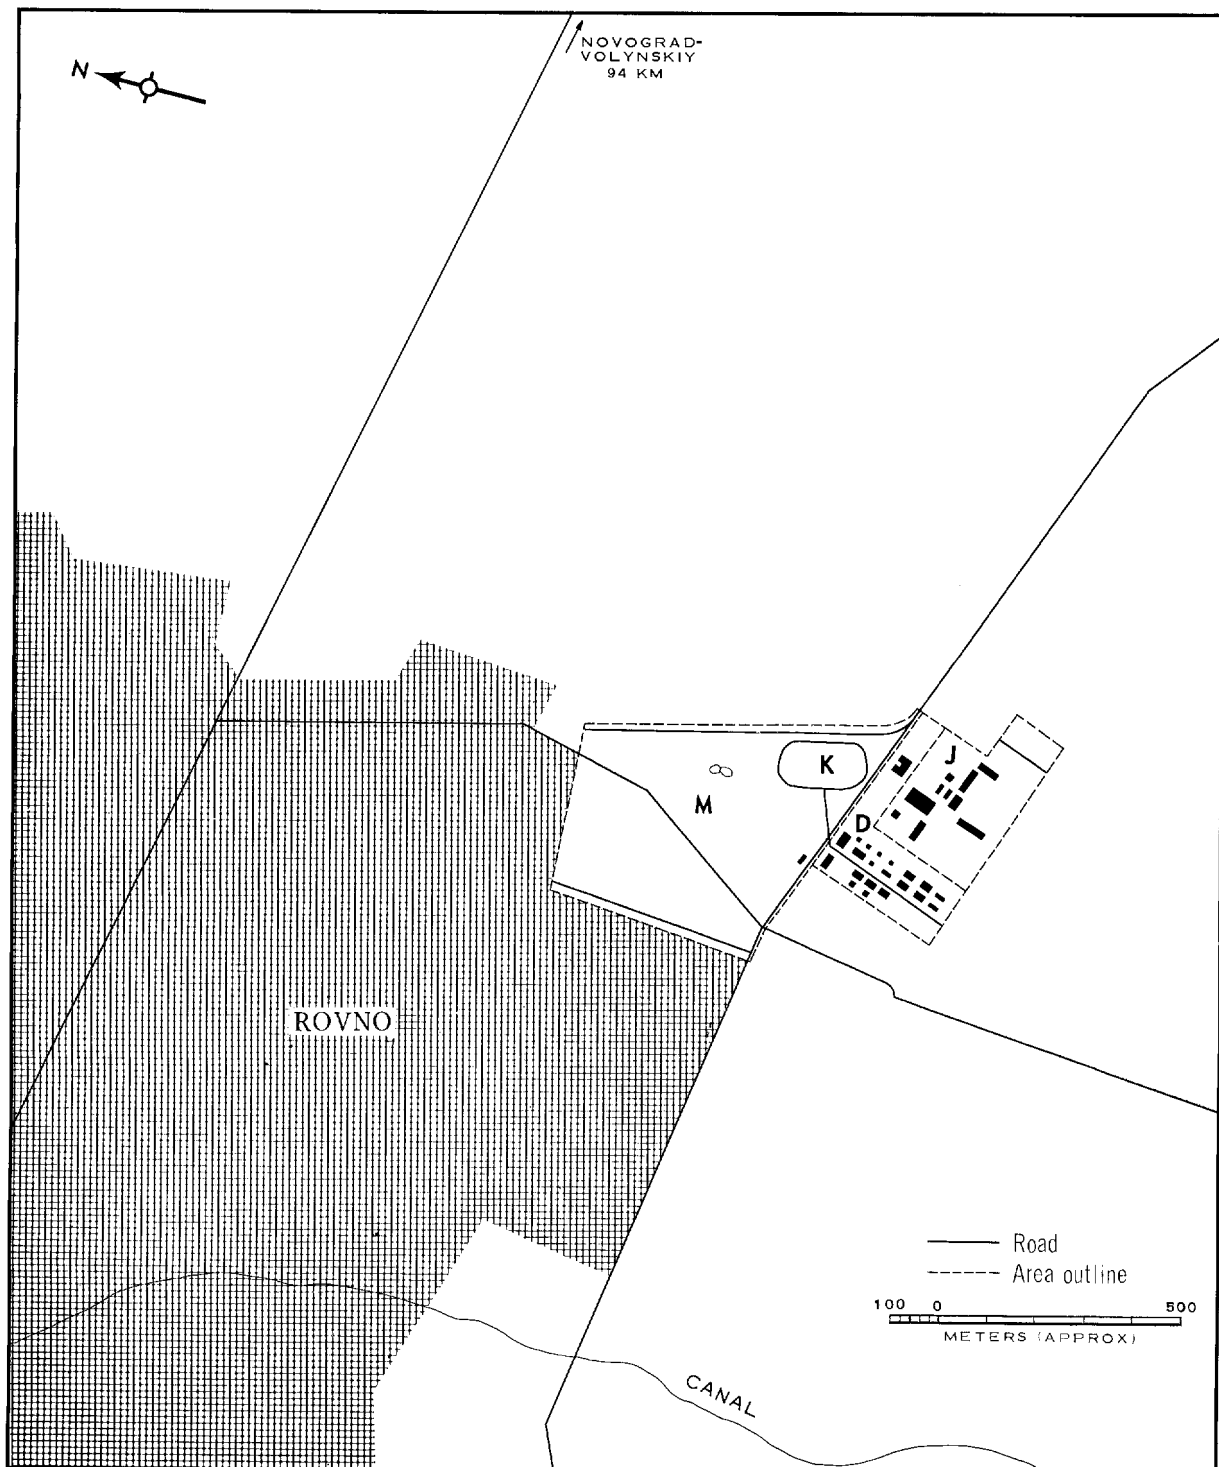 NOVOGRAD-
VOLYNSKIY
94 KM
N
K
J
M
D
ROVNO
Road
Area outline
100 0 500
METERS (APPROX)
CANAL